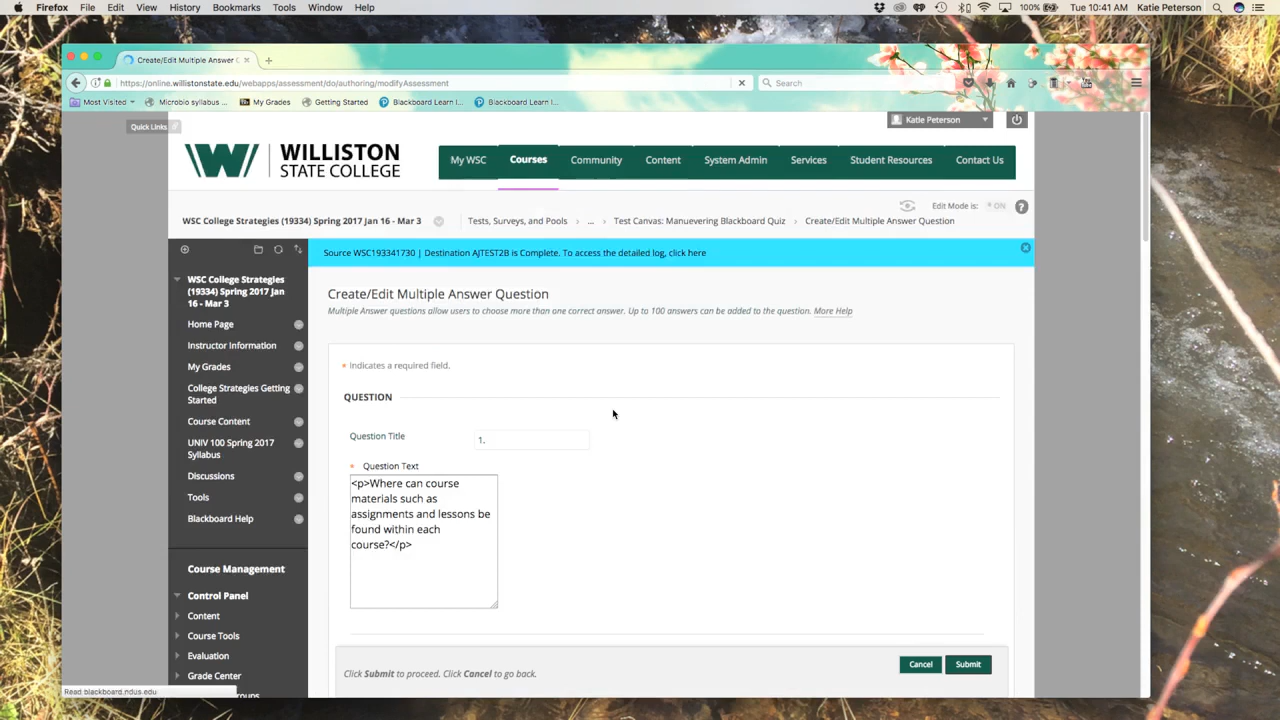 Firefox File Edit View History Bookmarks Tools Window Help 100% Tue 10:41 AM Katie Peterson
Create/Edit Multiple Answer
https://online.willistonstate.edu/webapps/assessment/do/authoring/modifyAssessment
Search
Most Visited Microbio syllabus ... My Grades Getting Started Blackboard Learn I... Blackboard Learn I...
Quick Links
Katie Peterson
W WILLISTON
STATE COLLEGE
My WSC Courses Community Content System Admin Services Student Resources Contact Us
Edit Mode is: ON ?
WSC College Strategies (19334) Spring 2017 Jan 16 - Mar 3 Tests, Surveys, and Pools ... Test Canvas: Manuevering Blackboard Quiz Create/Edit Multiple Answer Question
Source WSC193341730 | Destination AJTEST2B is Complete. To access the detailed log, click here
WSC College Strategies
(19334) Spring 2017 Jan
16 - Mar 3
Home Page
Instructor Information
My Grades
College Strategies Getting
Started
Course Content
UNIV 100 Spring 2017
Syllabus
Discussions
Tools
Blackboard Help
Course Management
Control Panel
Content
Course Tools
Evaluation
Grade Center
Create/Edit Multiple Answer Question
Multiple Answer questions allow users to choose more than one correct answer. Up to 100 answers can be added to the question. More Help
* Indicates a required field.
QUESTION
Question Title 1.
* Question Text
<p>Where can course
materials such as
assignments and lessons be
found within each
course?</p>
Click Submit to proceed. Click Cancel to go back.
Cancel Submit
Read blackboard.ndus.edu